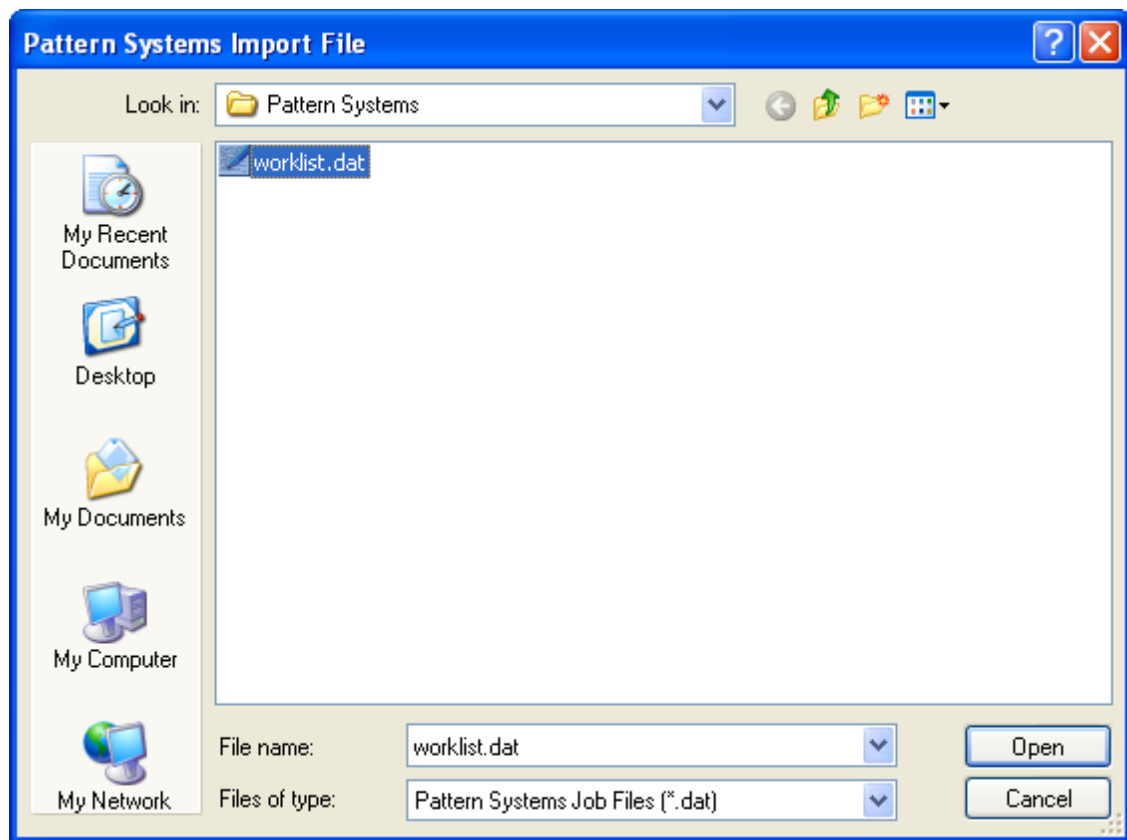 Pattern Systems Import File
Look in: Pattern Systems
worklist.dat
My Recent
Documents
Desktop
My Documents
My Computer
My Network
File name: worklist.dat Open
Files of type: Pattern Systems Job Files (*.dat) Cancel